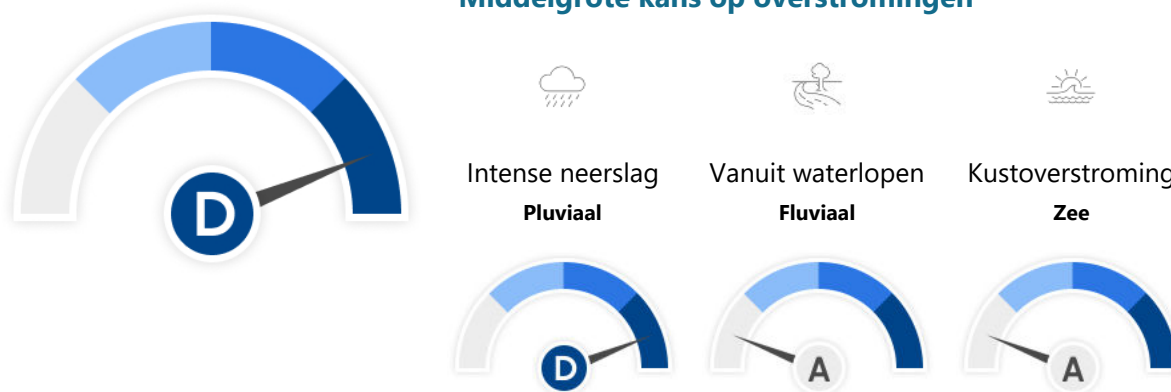 Middelgrote kans op overstromingen
D
Intense neerslag
Pluviaal
D
Vanuit waterlopen
Fluviaal
A
Kustoverstroming
Zee
A